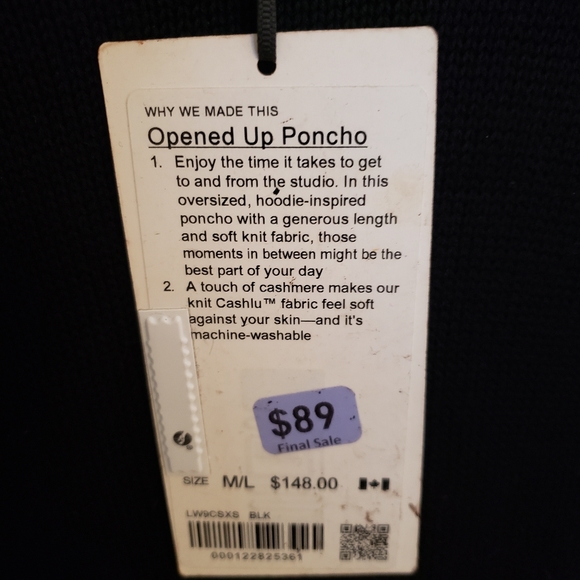 WHY WE MADE THIS
Opened Up Poncho
1. Enjoy the time it takes to get
to and from the studio. In this
oversized, hoodie-inspired
poncho with a generous length
and soft knit fabric, those
moments in between might be the
best part of your day
2. A touch of cashmere makes our
knit Cashlu™ fabric feel soft
against your skin—and it's
machine-washable
$89
Final Sale
SIZE M/L $148.00
LW9CSXS BLK
000122825361